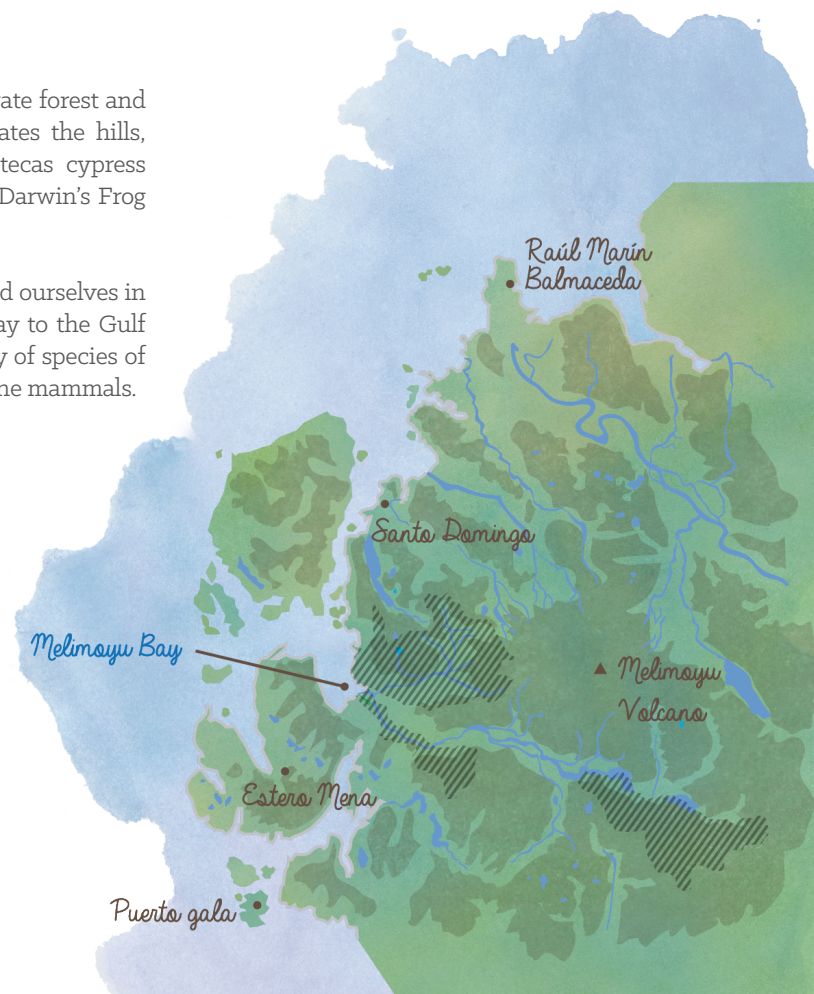 ate forest and
ates the hills,
tecas cypress
Darwin's Frog
d ourselves in
ay to the Gulf
y of species of
ne mammals.
Raúl Marín
Balmaceda
Santo Domingo
Melimoyu Bay
Melimoyu
Volcano
Estero Mena
Puerto gala